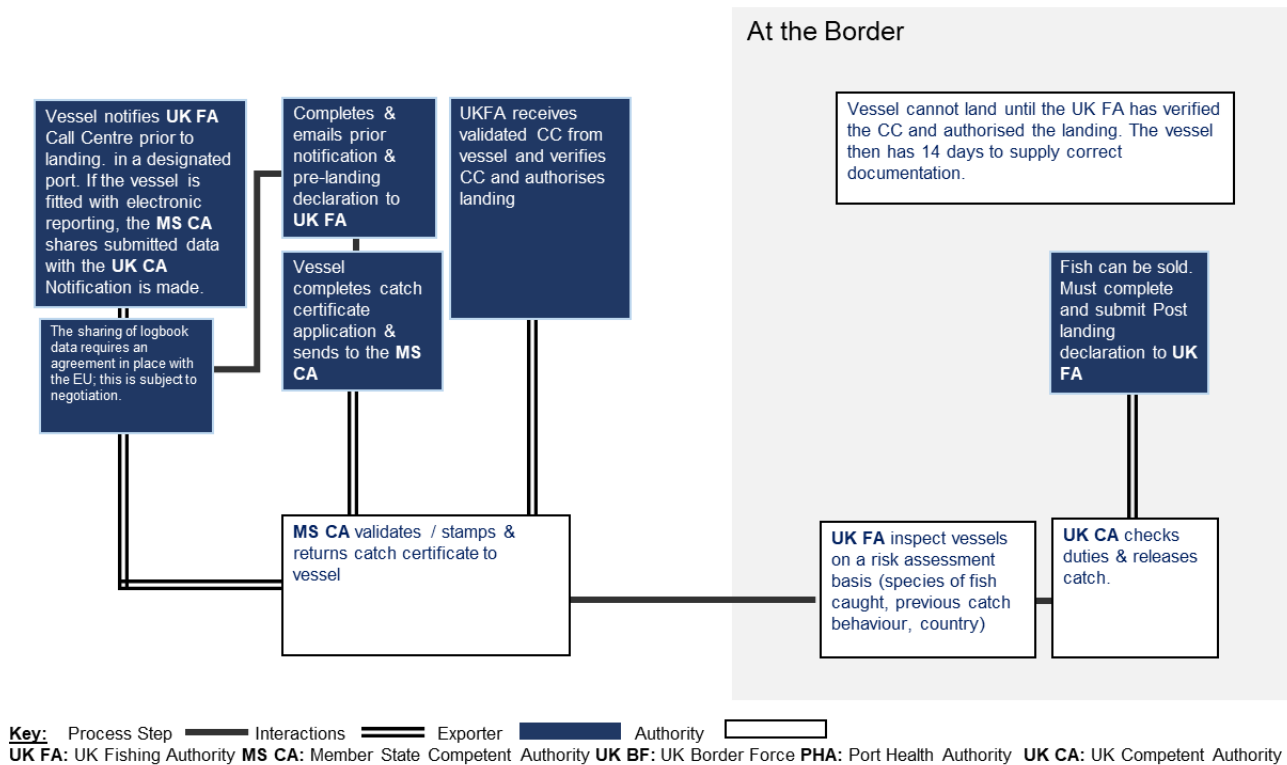 At the Border
Vessel notifies UK FA
Call Centre prior to
landing. in a designated
port. If the vessel is
fitted with electronic
reporting, the MS CA
shares submitted data
with the UK CA
Notification is made.
The sharing of logbook
data requires an
agreement in place with
the EU; this is subject to
negotiation.
Completes &
emails prior
notification &
pre-landing
declaration to
UK FA
Vessel
completes catch
certificate
application &
sends to the MS
CA
UKFA receives
validated CC from
vessel and verifies
CC and authorises
landing
Vessel cannot land until the UK FA has verified
the CC and authorised the landing. The vessel
then has 14 days to supply correct
documentation.
Fish can be sold.
Must complete
and submit Post
landing
declaration to UK
FA
MS CA validates / stamps &
returns catch certificate to
vessel
UK FA inspect vessels
on a risk assessment
basis (species of fish
caught, previous catch
behaviour, country)
UK CA checks
duties & releases
catch.
Key: Process Step Interactions Exporter Authority
UK FA: UK Fishing Authority MS CA: Member State Competent Authority UK BF: UK Border Force PHA: Port Health Authority UK CA: UK Competent Authority